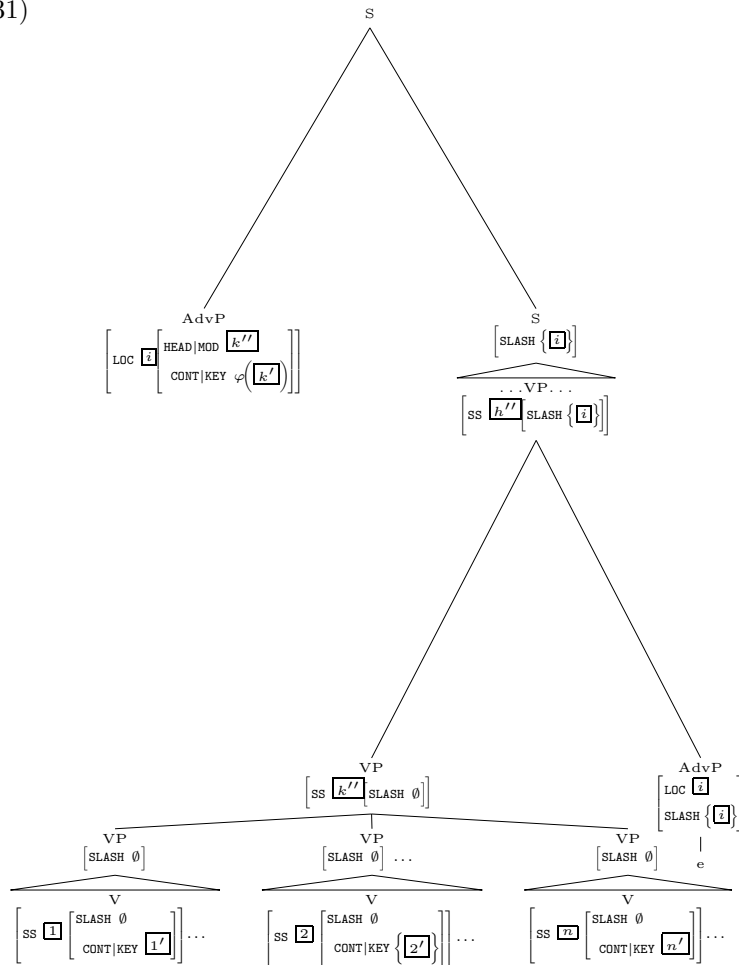 31)
S
AdvP
[LOC [i] [HEAD|MOD [k′′]
CONT|KEY φ([k′])]]
S
[SLASH {[i]}]
...VP...
[SS [h′′] [SLASH {[i]}]]
VP
[SS [k′′] [SLASH ∅]]
AdvP
[LOC [i]
SLASH {[i]}]
e
VP
[SLASH ∅]
VP
[SLASH ∅] ...
VP
[SLASH ∅]
V
[SS [1] [SLASH ∅
CONT|KEY [1′]]] ...
V
[SS [2] [SLASH ∅
CONT|KEY {[2′]}]] ...
V
[SS [n] [SLASH ∅
CONT|KEY [n′]]] ...